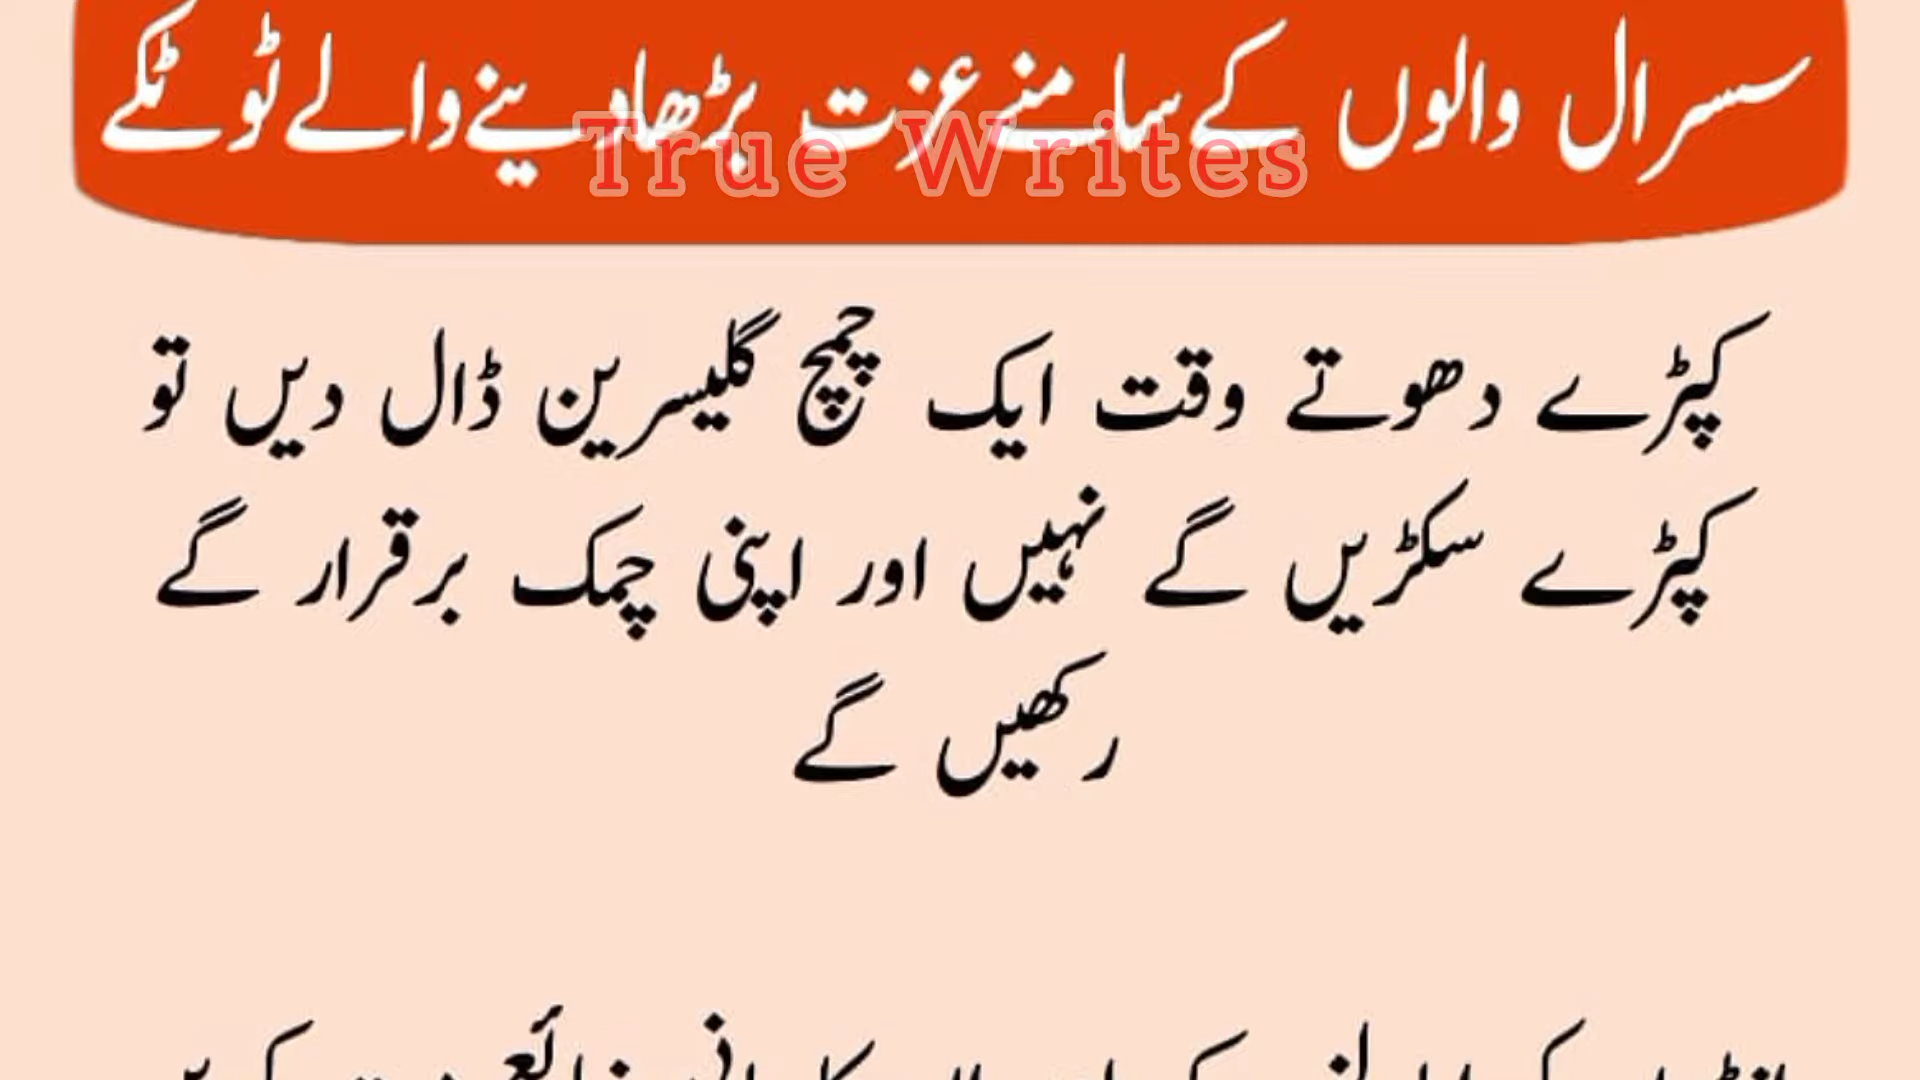 سسرال والوں کے سامنے عزت بڑھا دینے والے ٹوٹکے
True Writes
کپڑے دھوتے وقت ایک چمچ گلیسرین ڈال دیں تو
کپڑے سکڑیں گے نہیں اور اپنی چمک برقرار گے
رکھیں گے